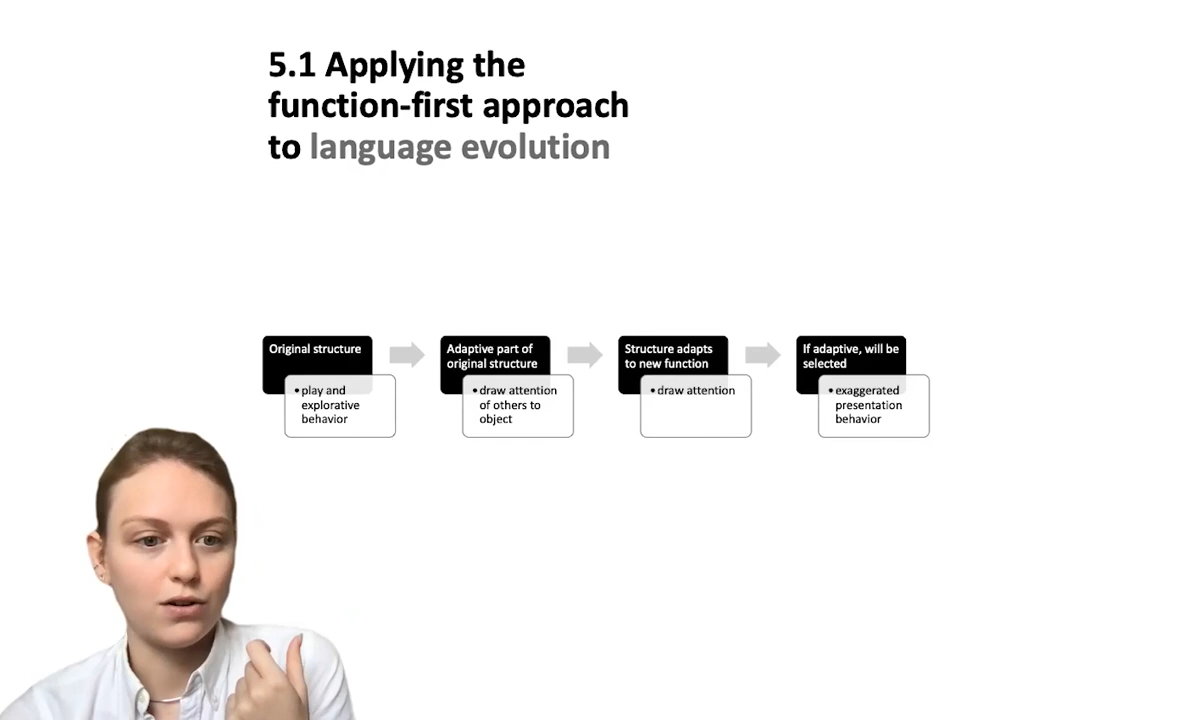 5.1 Applying the
function-first approach
to language evolution
Original structure
• play and
explorative
behavior
Adaptive part of
original structure
• draw attention
of others to
object
Structure adapts
to new function
• draw attention
If adaptive, will be
selected
• exaggerated
presentation
behavior